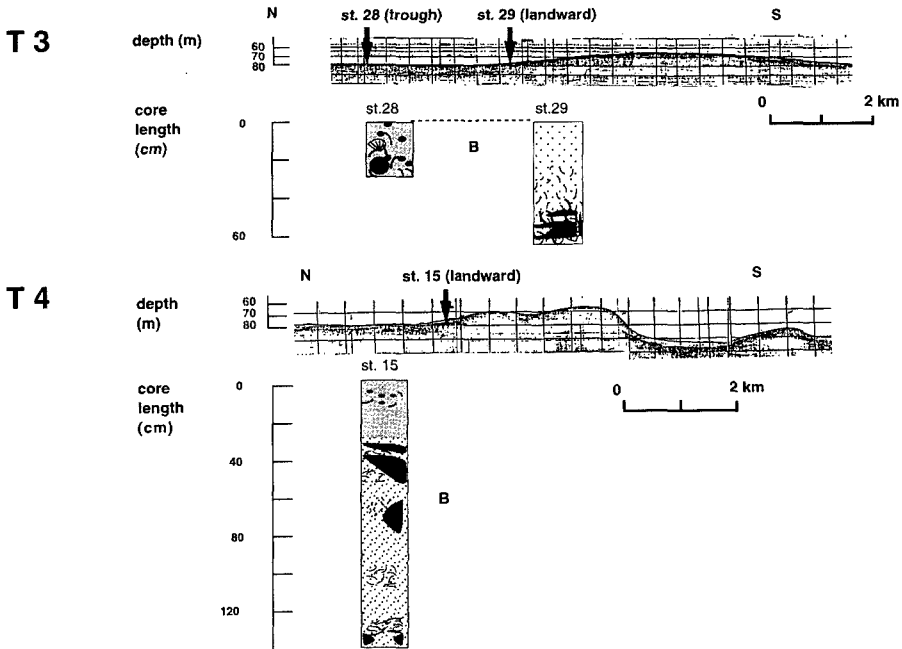 T 3
N
st. 28 (trough)
st. 29 (landward)
S
depth (m)
60
70
80
0
2 km
core
length
(cm)
st.28
st.29
0
B
60
T 4
N
st. 15 (landward)
S
depth
(m)
60
70
80
st. 15
0
2 km
core
length
(cm)
0
40
B
80
120